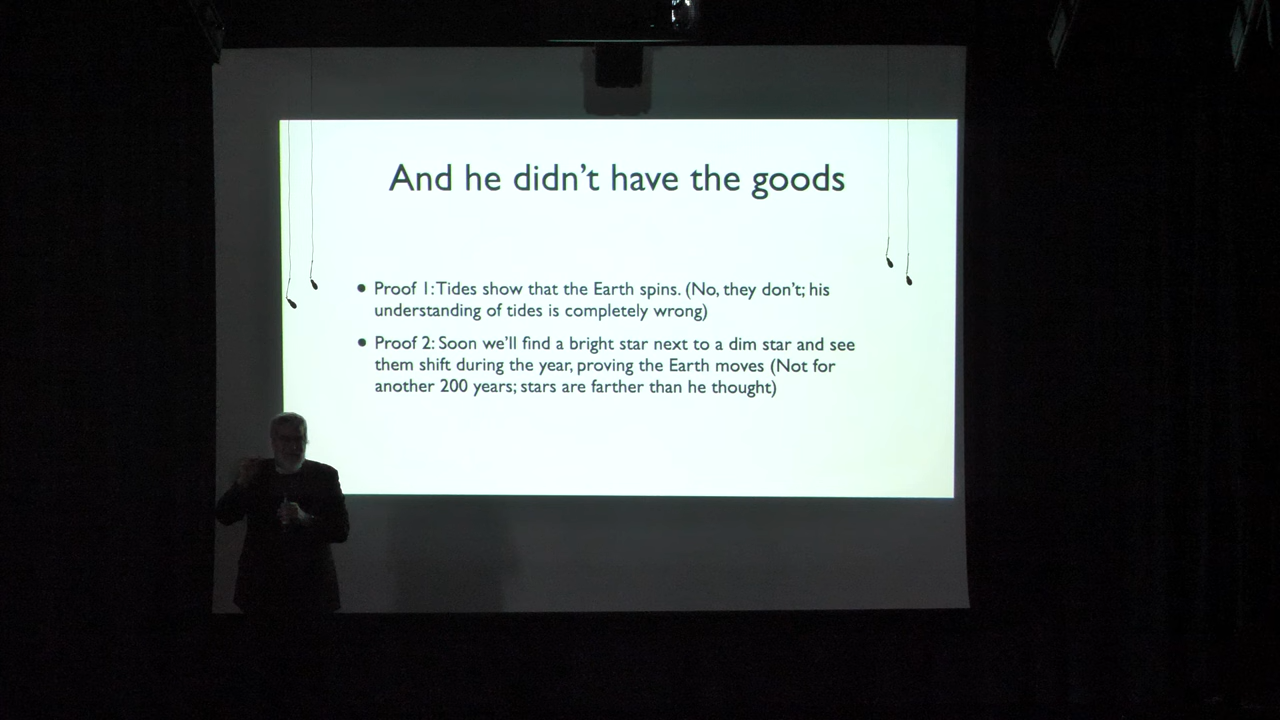 And he didn't have the goods
• Proof 1: Tides show that the Earth spins. (No, they don't; his
understanding of tides is completely wrong)
• Proof 2: Soon we'll find a bright star next to a dim star and see
them shift during the year, proving the Earth moves (Not for
another 200 years; stars are farther than he thought)